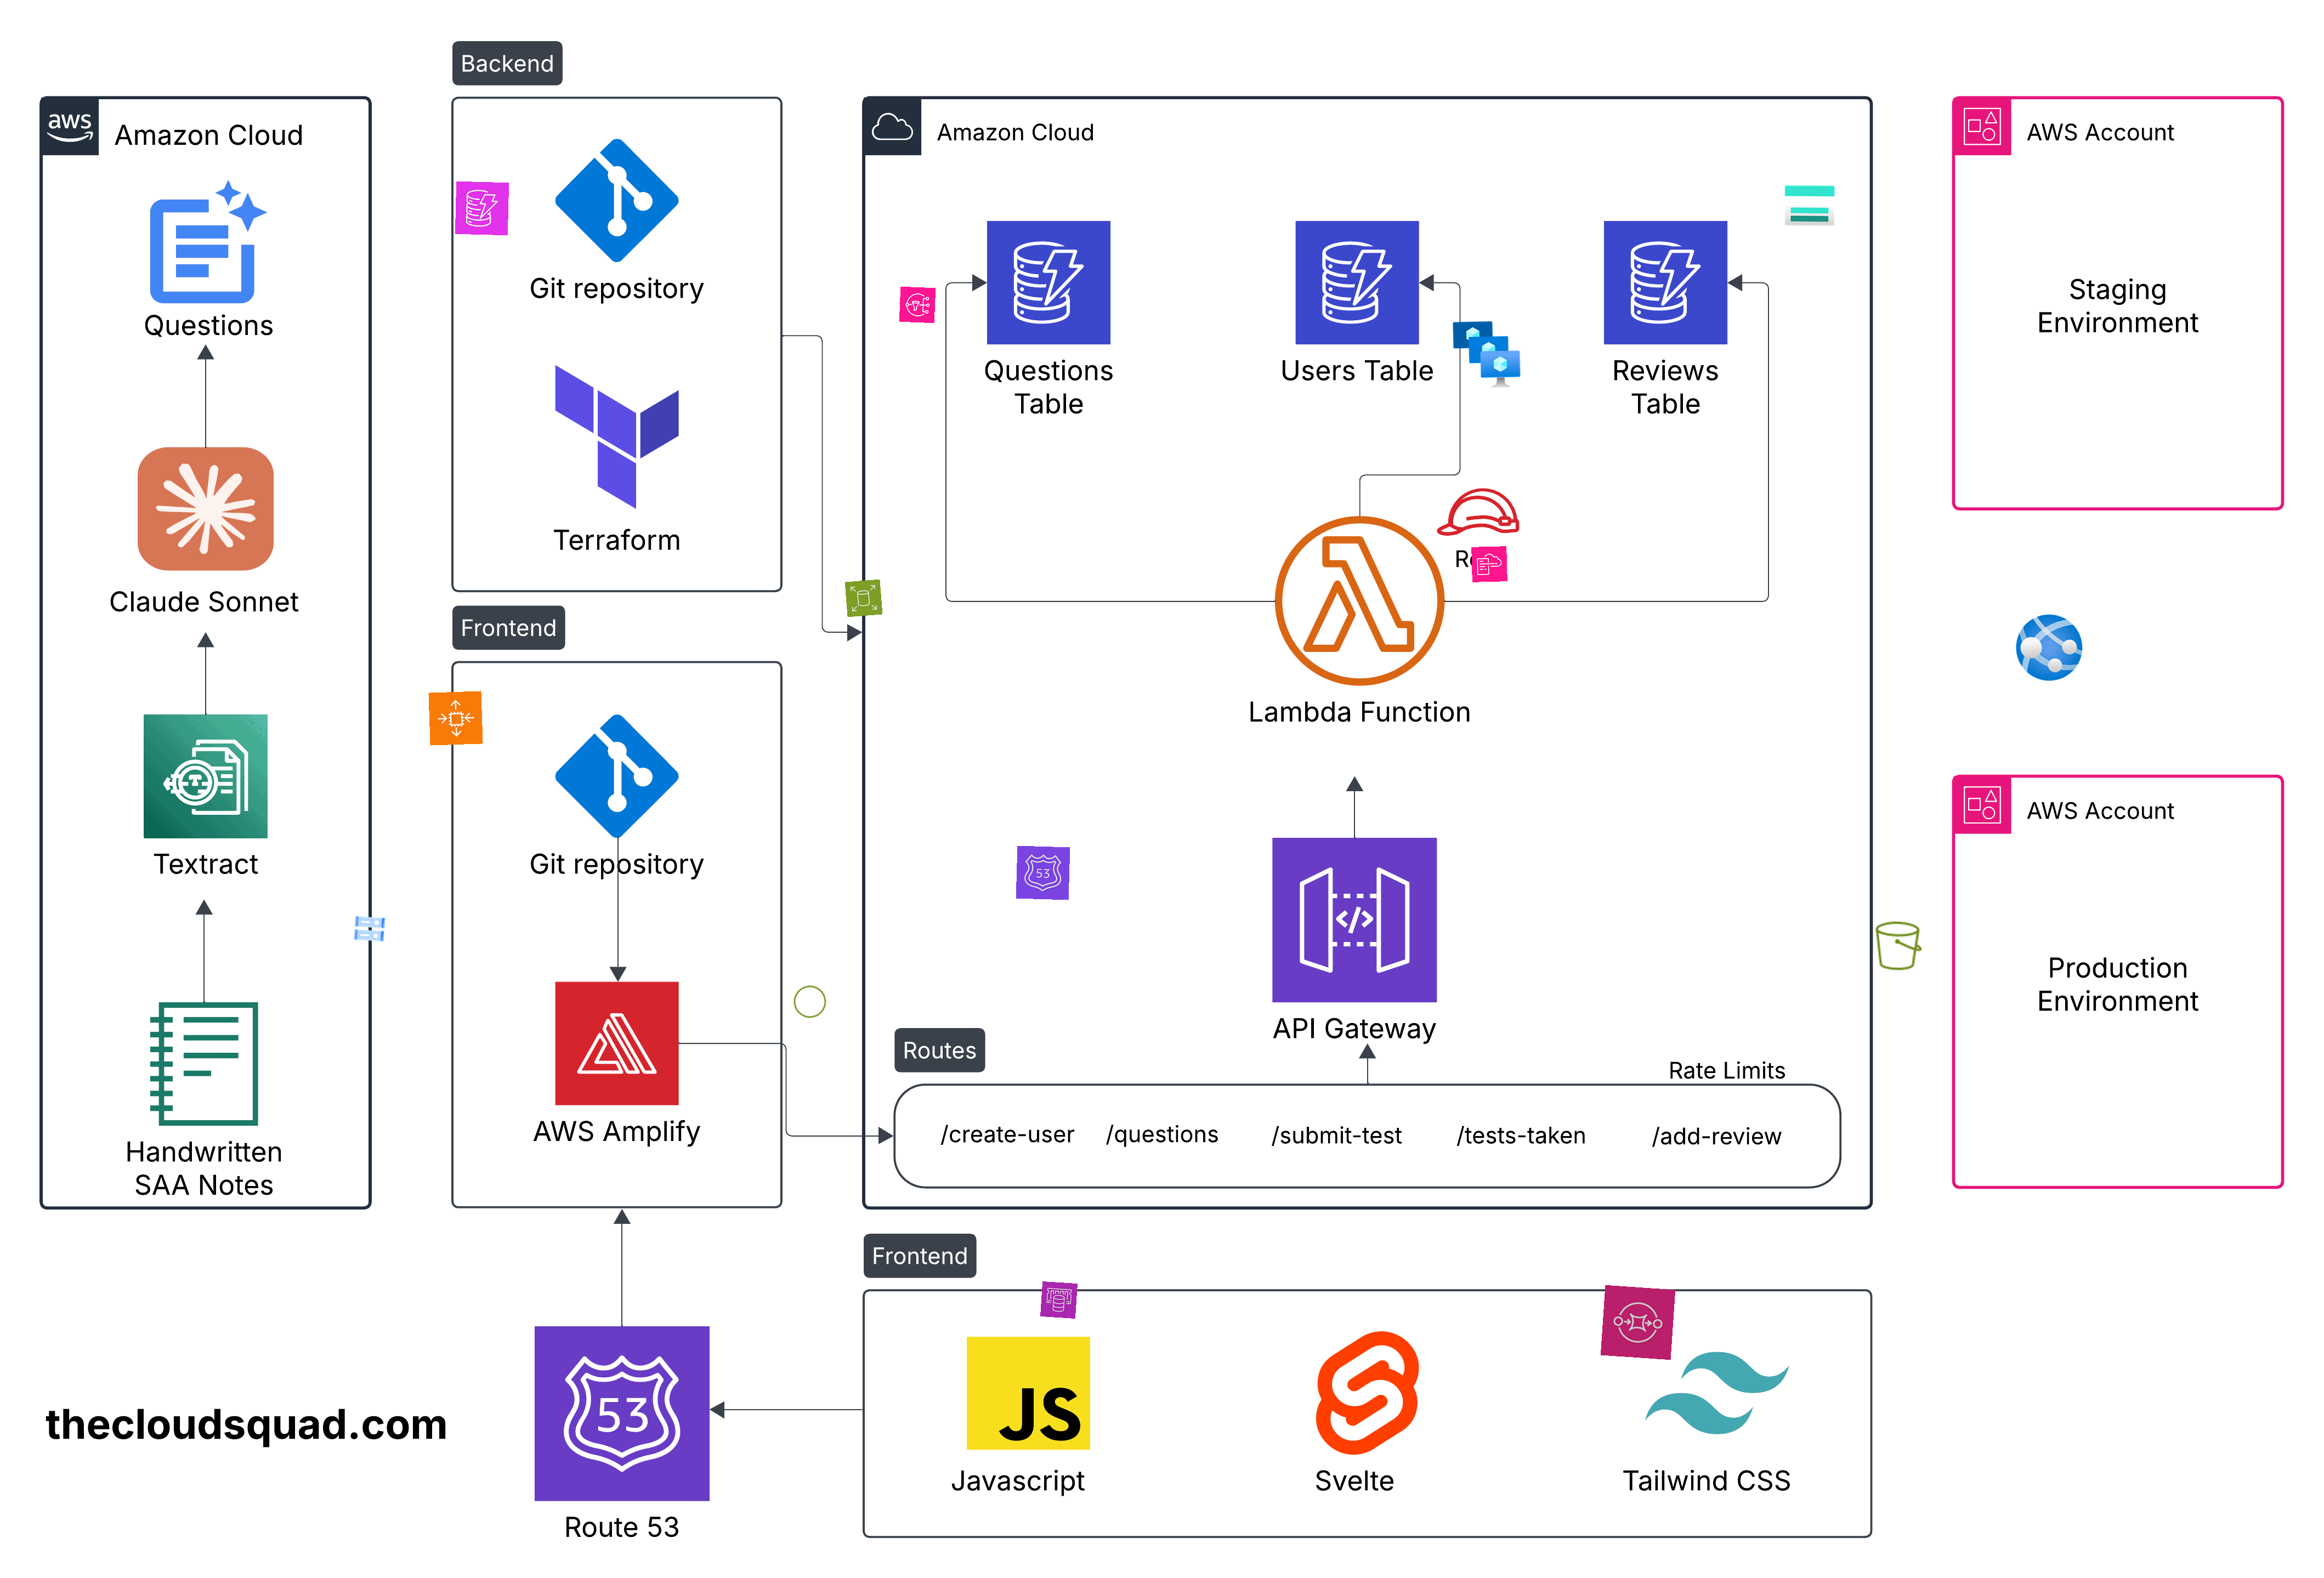 Backend
aws
Amazon Cloud
Questions
Claude Sonnet
Textract
Handwritten
SAA Notes
Git repository
Terraform
Frontend
Git repository
AWS Amplify
Amazon Cloud
Questions
Table
Users Table
Reviews
Table
Lambda Function
53
API Gateway
Routes
Rate Limits
/create-user
/questions
/submit-test
/tests-taken
/add-review
AWS Account
Staging
Environment
AWS Account
Production
Environment
Frontend
JS
Javascript
Svelte
Tailwind CSS
53
Route 53
thecloudsquad.com